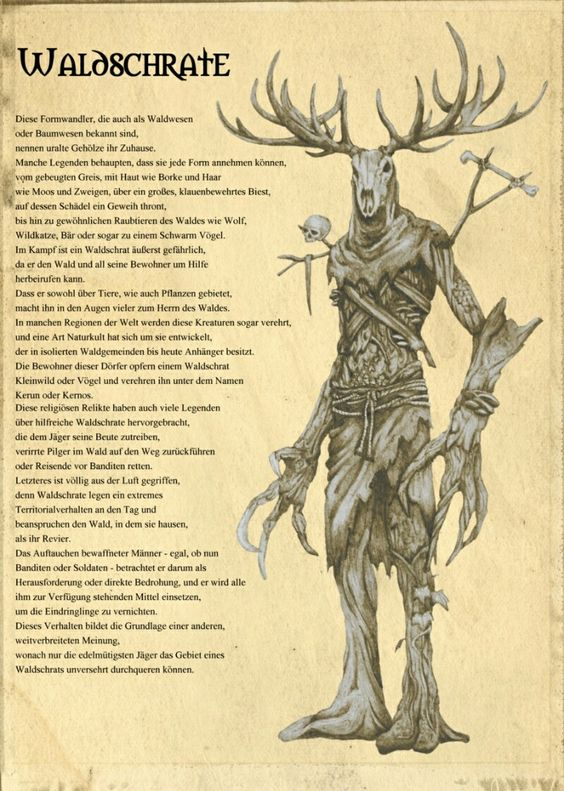 Waldschrate
Diese Formwandler, die auch als Waldwesen
oder Baumwesen bekannt sind,
nennen uralte Gehölze ihr Zuhause.
Manche Legenden behaupten, dass sie jede Form annehmen können,
vom gebeugten Greis, mit Haut wie Borke und Haar
wie Moos und Zweigen, über ein großes, klauenbewehrtes Biest,
auf dessen Schädel ein Geweih thront,
bis hin zu gewöhnlichen Raubtieren des Waldes wie Wolf,
Wildkatze, Bär oder sogar zu einem Schwarm Vögel.
Im Kampf ist ein Waldschrat äußerst gefährlich,
da er den Wald und all seine Bewohner um Hilfe
herbeirufen kann.
Dass er sowohl über Tiere, wie auch Pflanzen gebietet,
macht ihn in den Augen vieler zum Herrn des Waldes.
In manchen Regionen der Welt werden diese Kreaturen sogar verehrt,
und eine Art Naturkult hat sich um sie entwickelt,
der in isolierten Waldgemeinden bis heute Anhänger besitzt.
Die Bewohner dieser Dörfer opfern einem Waldschrat
Kleinwild oder Vögel und verehren ihn unter dem Namen
Kerun oder Kernos.
Diese religiösen Relikte haben auch viele Legenden
über hilfreiche Waldschrate hervorgebracht,
die dem Jäger seine Beute zutreiben,
verirrte Pilger im Wald auf den Weg zurückführen
oder Reisende vor Banditen retten.
Letzteres ist völlig aus der Luft gegriffen,
denn Waldschrate legen ein extremes
Territorialverhalten an den Tag und
beanspruchen den Wald, in dem sie hausen,
als ihr Revier.
Das Auftauchen bewaffneter Männer - egal, ob nun
Banditen oder Soldaten - betrachtet er darum als
Herausforderung oder direkte Bedrohung, und er wird alle
ihm zur Verfügung stehenden Mittel einsetzen,
um die Eindringlinge zu vernichten.
Dieses Verhalten bildet die Grundlage einer anderen,
weitverbreiteten Meinung,
wonach nur die edelmütigsten Jäger das Gebiet eines
Waldschrats unversehrt durchqueren können.